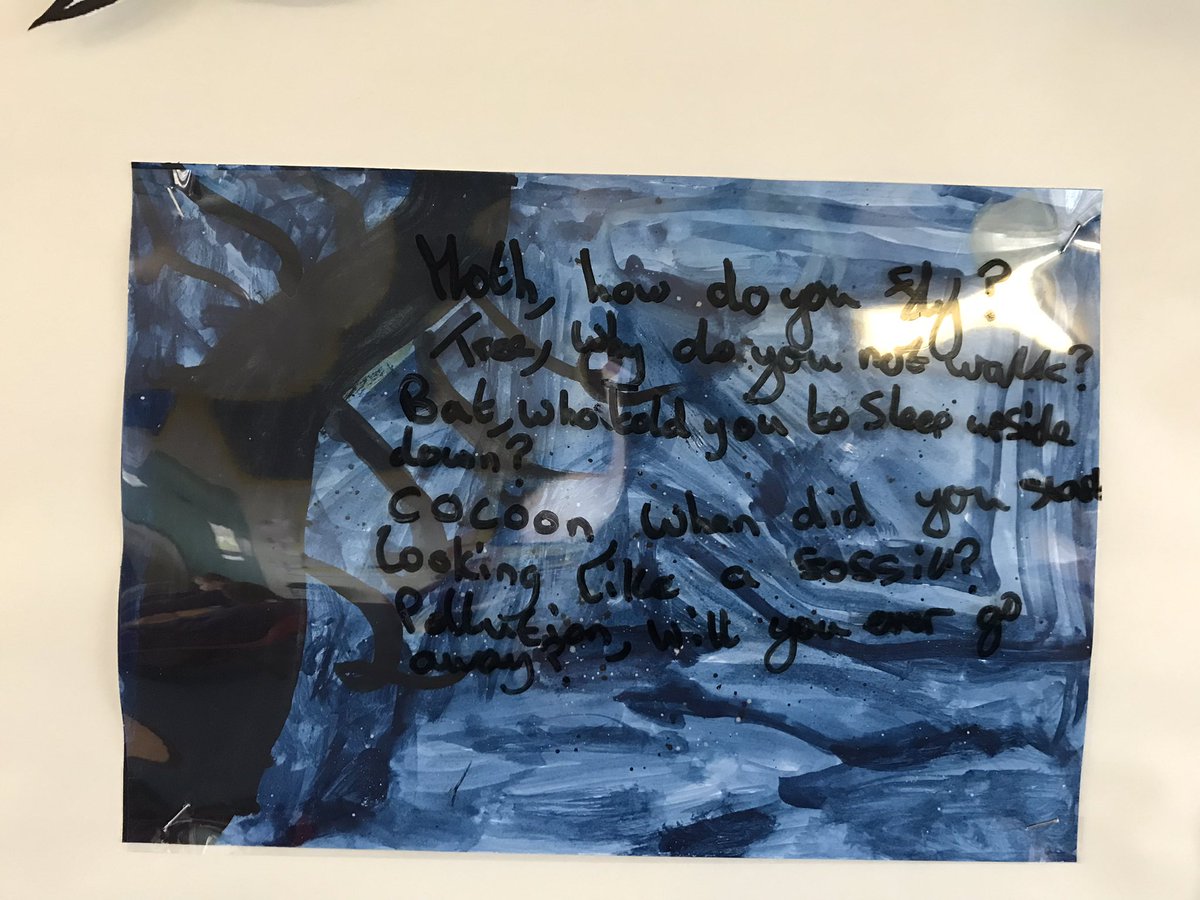 Moth, how do you fly?
Tree, why do you not walk?
Bat, who told you to sleep upside
down?
Cocoon when did you start
looking like a fossil?
Pollution, will you ever go
away?